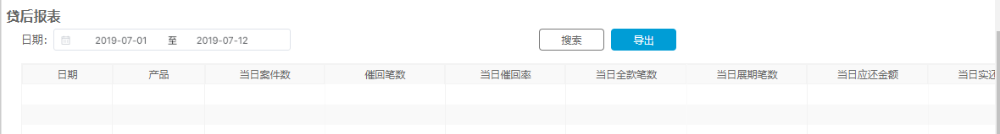 贷后报表
日期： 2019-07-01 至 2019-07-12 搜索 导出
日期 产品 当日案件数 催回笔数 当日催回率 当日全款笔数 当日展期笔数 当日应还金额 当日实还